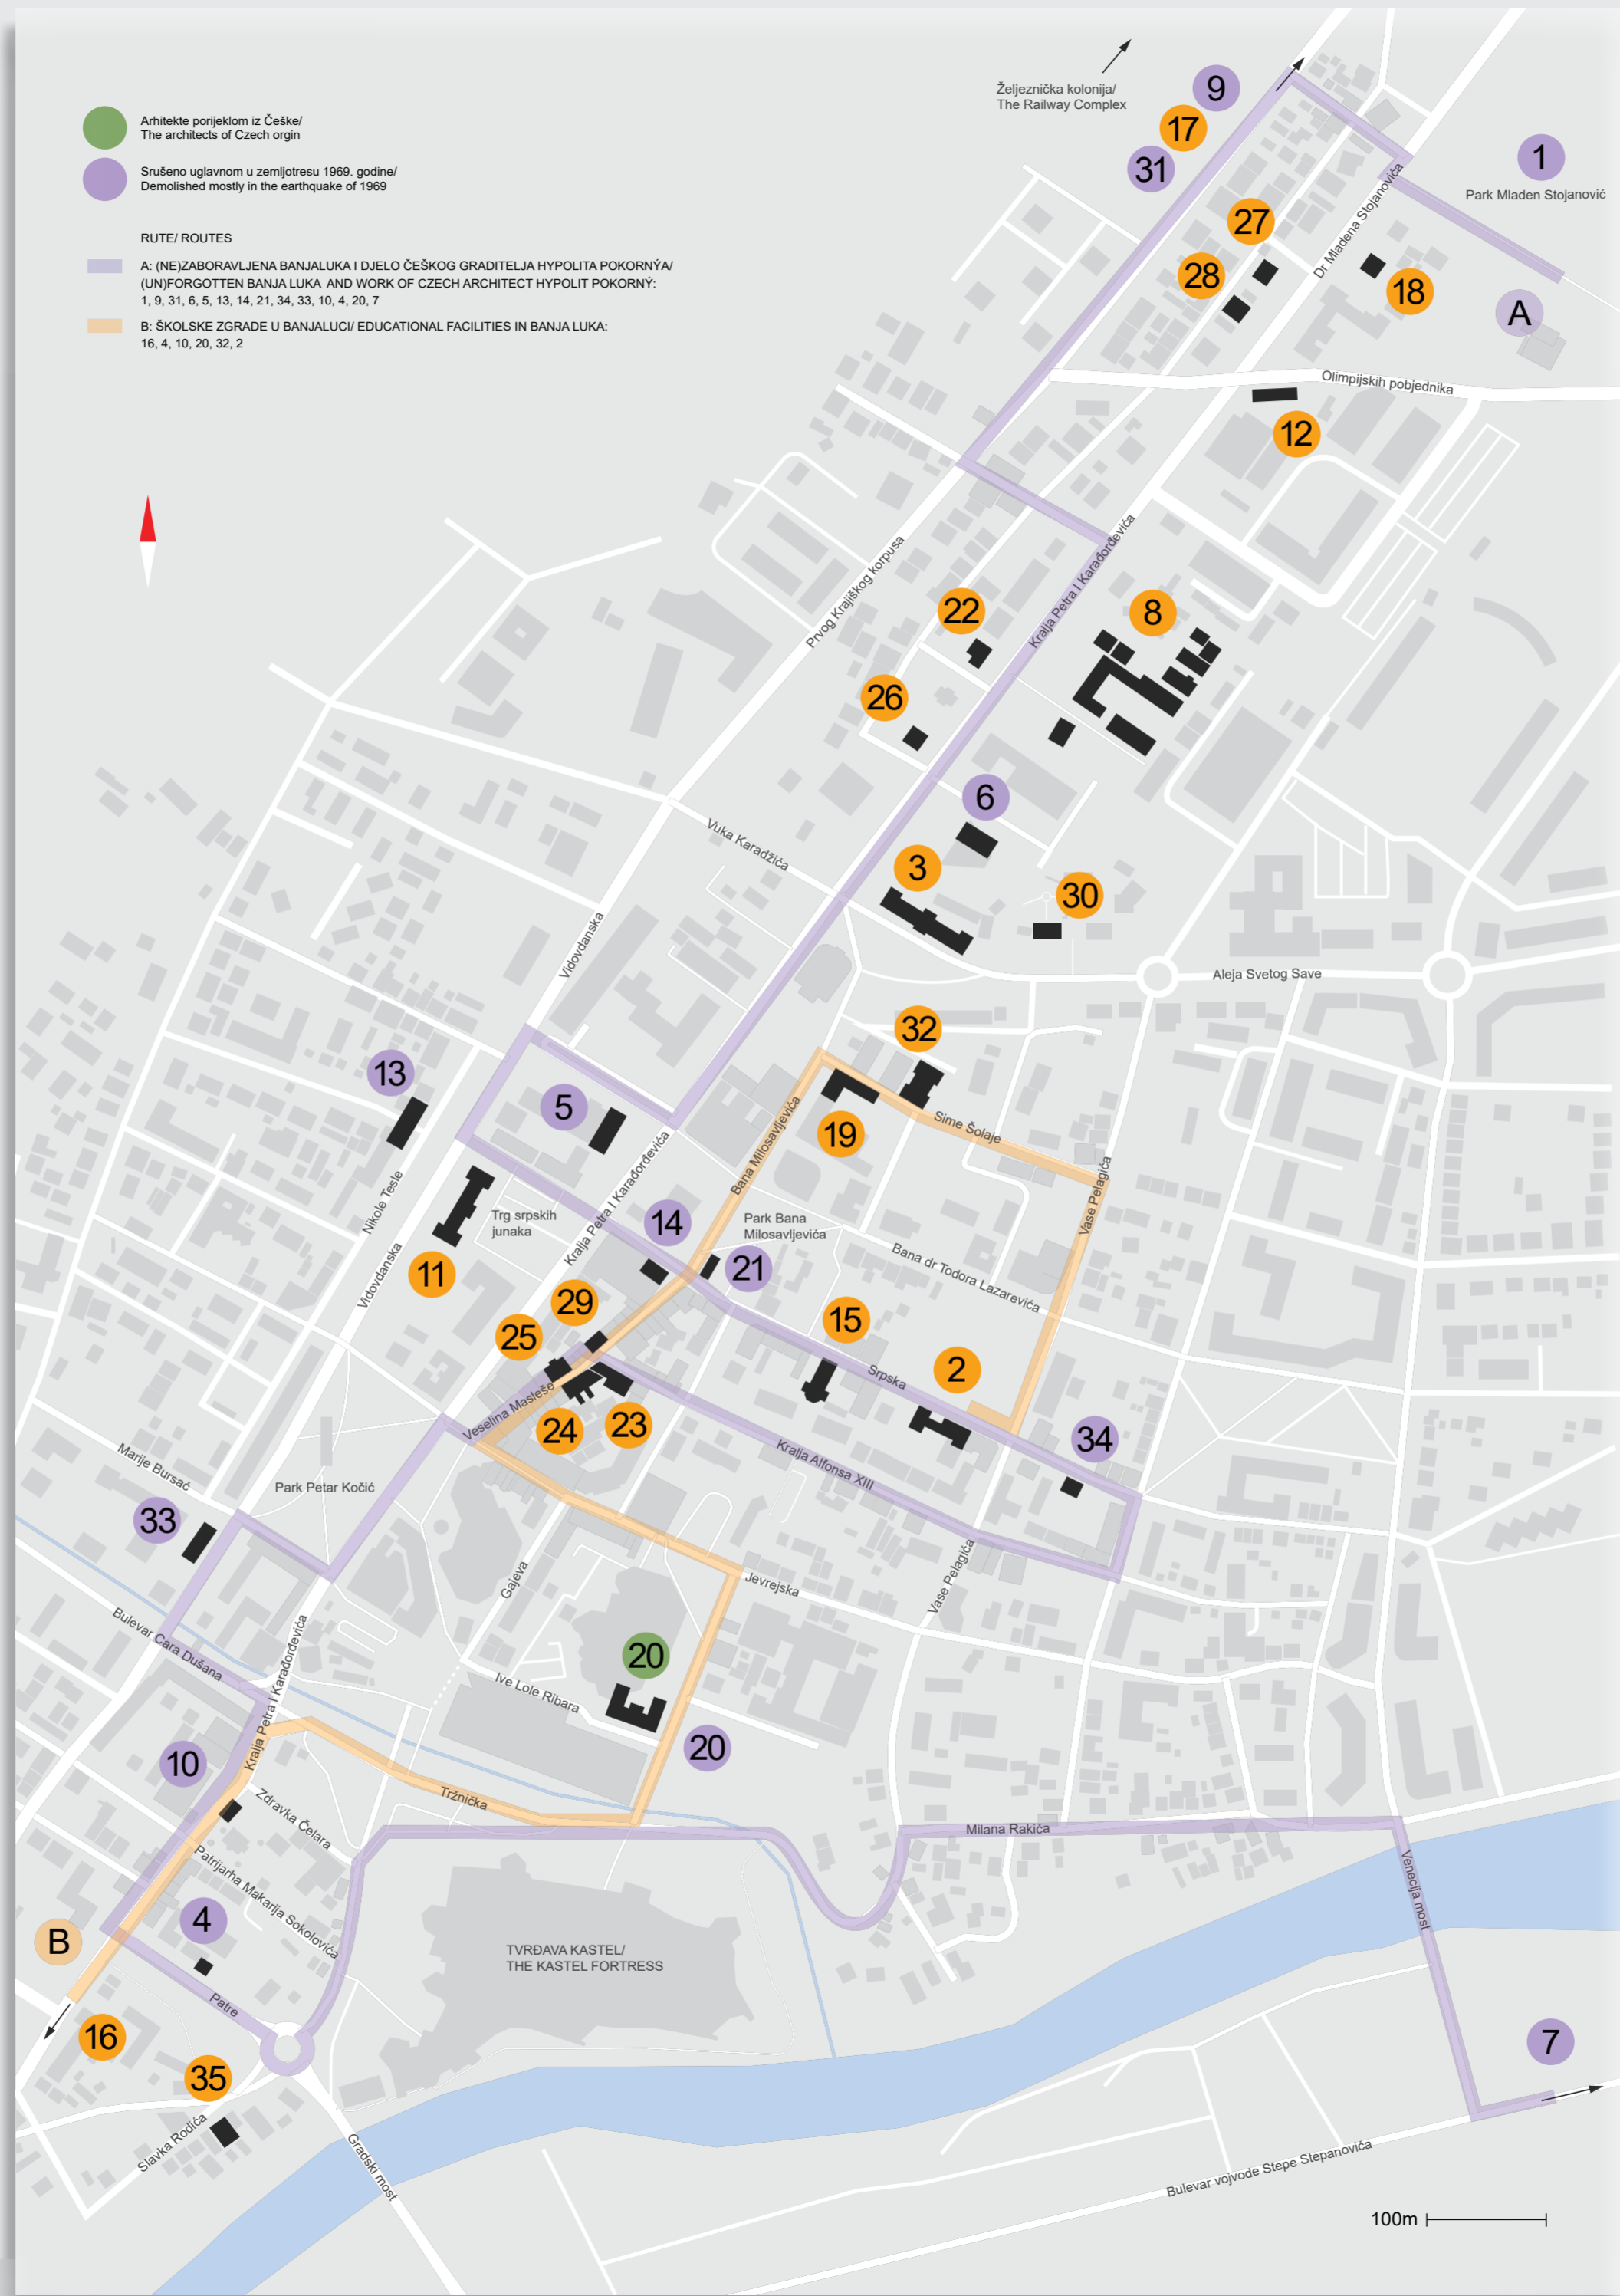 Arhitekte porijeklom iz Češke/
The architects of Czech orgin
Srušeno uglavnom u zemljotresu 1969. godine/
Demolished mostly in the earthquake of 1969
RUTE/ ROUTES
A: (NE)ZABORAVLJENA BANJALUKA I DJELO ČEŠKOG GRADITELJA HYPOLITA POKORNÝA/
(UN)FORGOTTEN BANJA LUKA AND WORK OF CZECH ARCHITECT HYPOLIT POKORNÝ:
1, 9, 31, 6, 5, 13, 14, 21, 34, 33, 10, 4, 20, 7
B: ŠKOLSKE ZGRADE U BANJALUCI/ EDUCATIONAL FACILITIES IN BANJA LUKA:
16, 4, 10, 20, 32, 2
Željeznička kolonija/
The Railway Complex
9
17
31
1
Park Mladen Stojanović
27
28
Dr Mladena Stojanovića
18
A
Olimpijskih pobjednika
12
Prvog Krajiškog korpusa
Kralja Petra I Karađorđevića
22
8
26
6
Vuka Karadžića
3
30
Vidovdanska
Aleja Svetog Save
32
13
5
19
Sime Šolaje
Bana Milosavljevića
Nikole Tesle
Kralja Petra I Karađorđevića
Vase Pelagića
Trg srpskih
junaka
14
Park Bana
Milosavljevića
11
Vidovdanska
21
Bana dr Todora Lazarevića
29
25
15
2
Srpska
Veselina Masleše
24
23
34
Kralja Alfonsa XIII
Marije Bursać
Park Petar Kočić
33
Gajeva
Jevrejska
Vase Pelagića
Bulevar Cara Dušana
Kralja Petra I Karađorđevića
20
Ive Lole Ribara
20
10
Tržnička
Zdravka Čelara
Milana Rakića
Patrijarha Makarija Sokolovića
Venecija most
4
B
TVRĐAVA KASTEL/
THE KASTEL FORTRESS
Patre
16
35
7
Slavka Rodića
Gradski most
Bulevar vojvode Stepe Stepanovića
100m